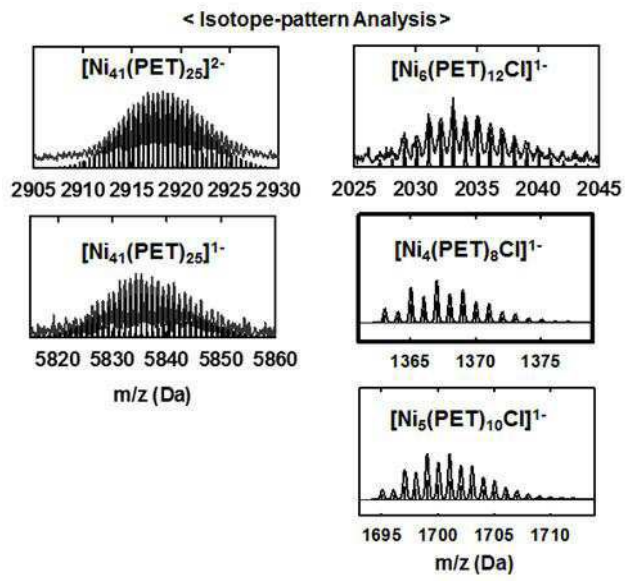 < Isotope-pattern Analysis>
[Ni₄₁(PET)₂₅]²⁻
2905 2910 2915 2920 2925 2930
[Ni₄₁(PET)₂₅]¹⁻
5820 5830 5840 5850 5860
m/z (Da)
[Ni₆(PET)₁₂Cl]¹⁻
2025 2030 2035 2040 2045
[Ni₄(PET)₈Cl]¹⁻
1365 1370 1375
[Ni₅(PET)₁₀Cl]¹⁻
1695 1700 1705 1710
m/z (Da)